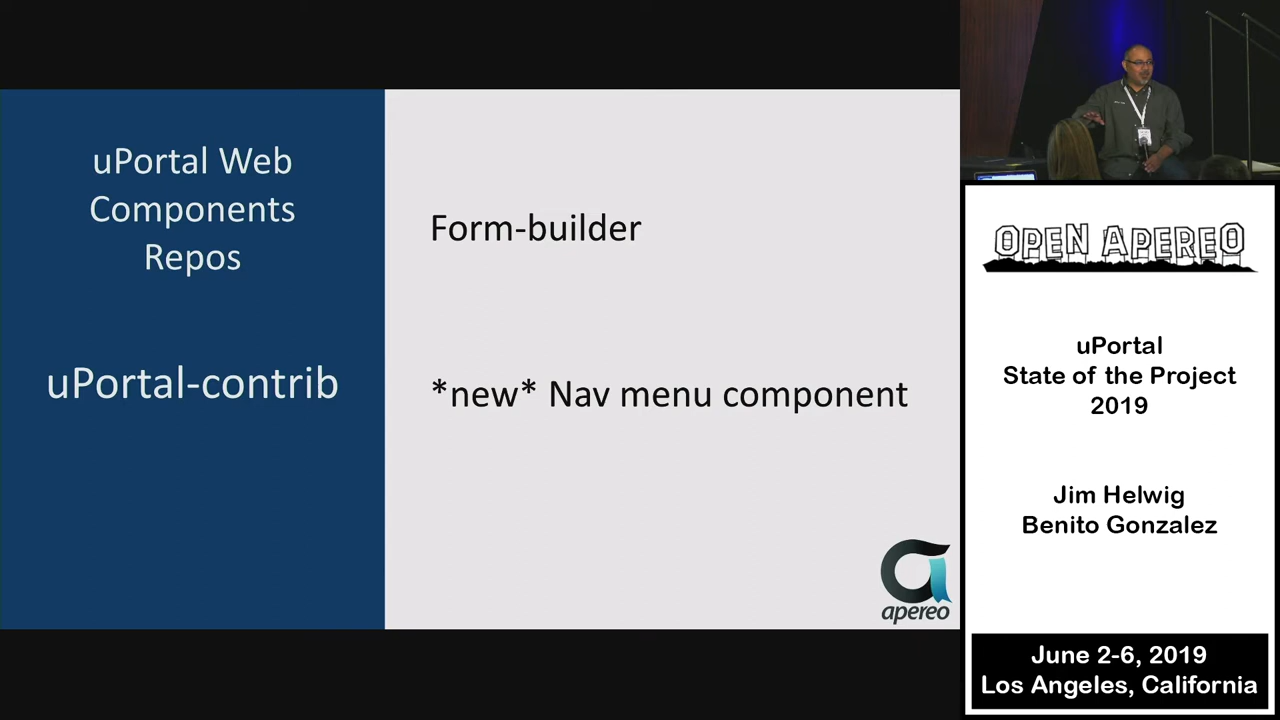 uPortal Web
Components
Repos
uPortal-contrib
Form-builder
*new* Nav menu component
apereo
OPEN APEREO
uPortal
State of the Project
2019
Jim Helwig
Benito Gonzalez
June 2-6, 2019
Los Angeles, California